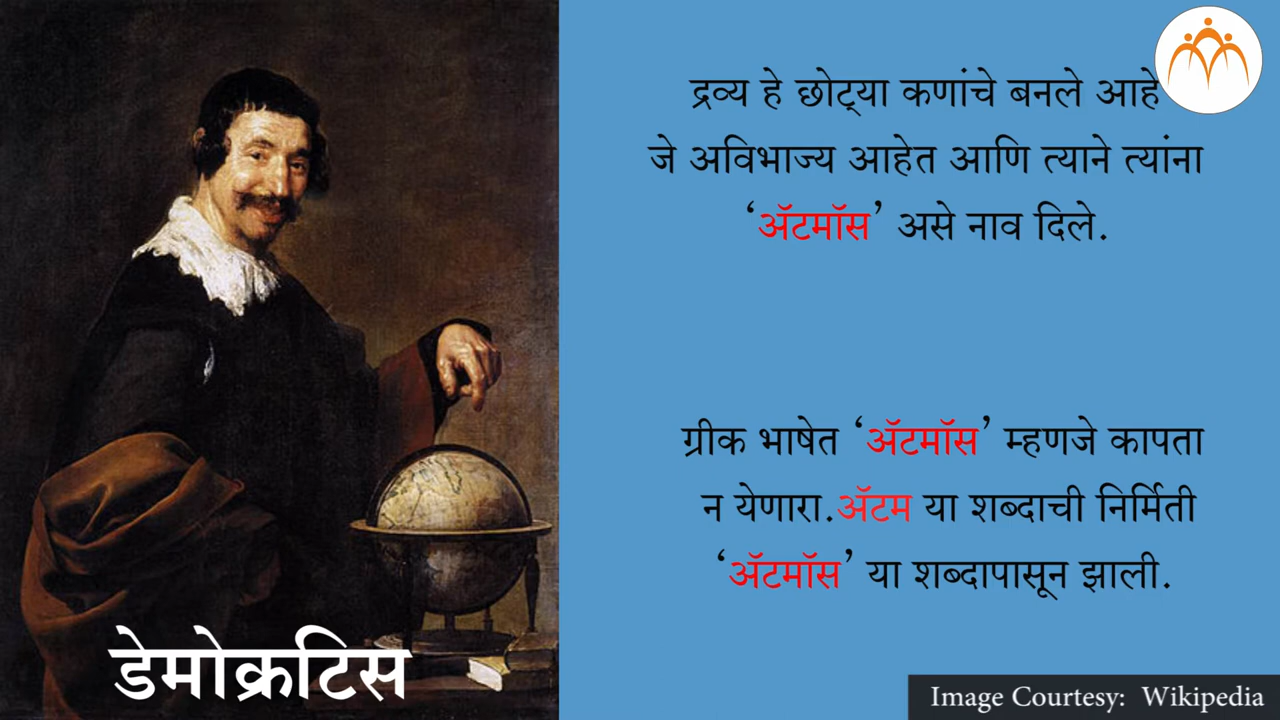 द्रव्य हे छोट्या कणांचे बनले आहे
जे अविभाज्य आहेत आणि त्याने त्यांना
‘ॲटमॉस’ असे नाव दिले.
ग्रीक भाषेत ‘ॲटमॉस’ म्हणजे कापता
न येणारा.ॲटम या शब्दाची निर्मिती
‘ॲटमॉस’ या शब्दापासून झाली.
डेमोक्रटिस
Image Courtesy: Wikipedia